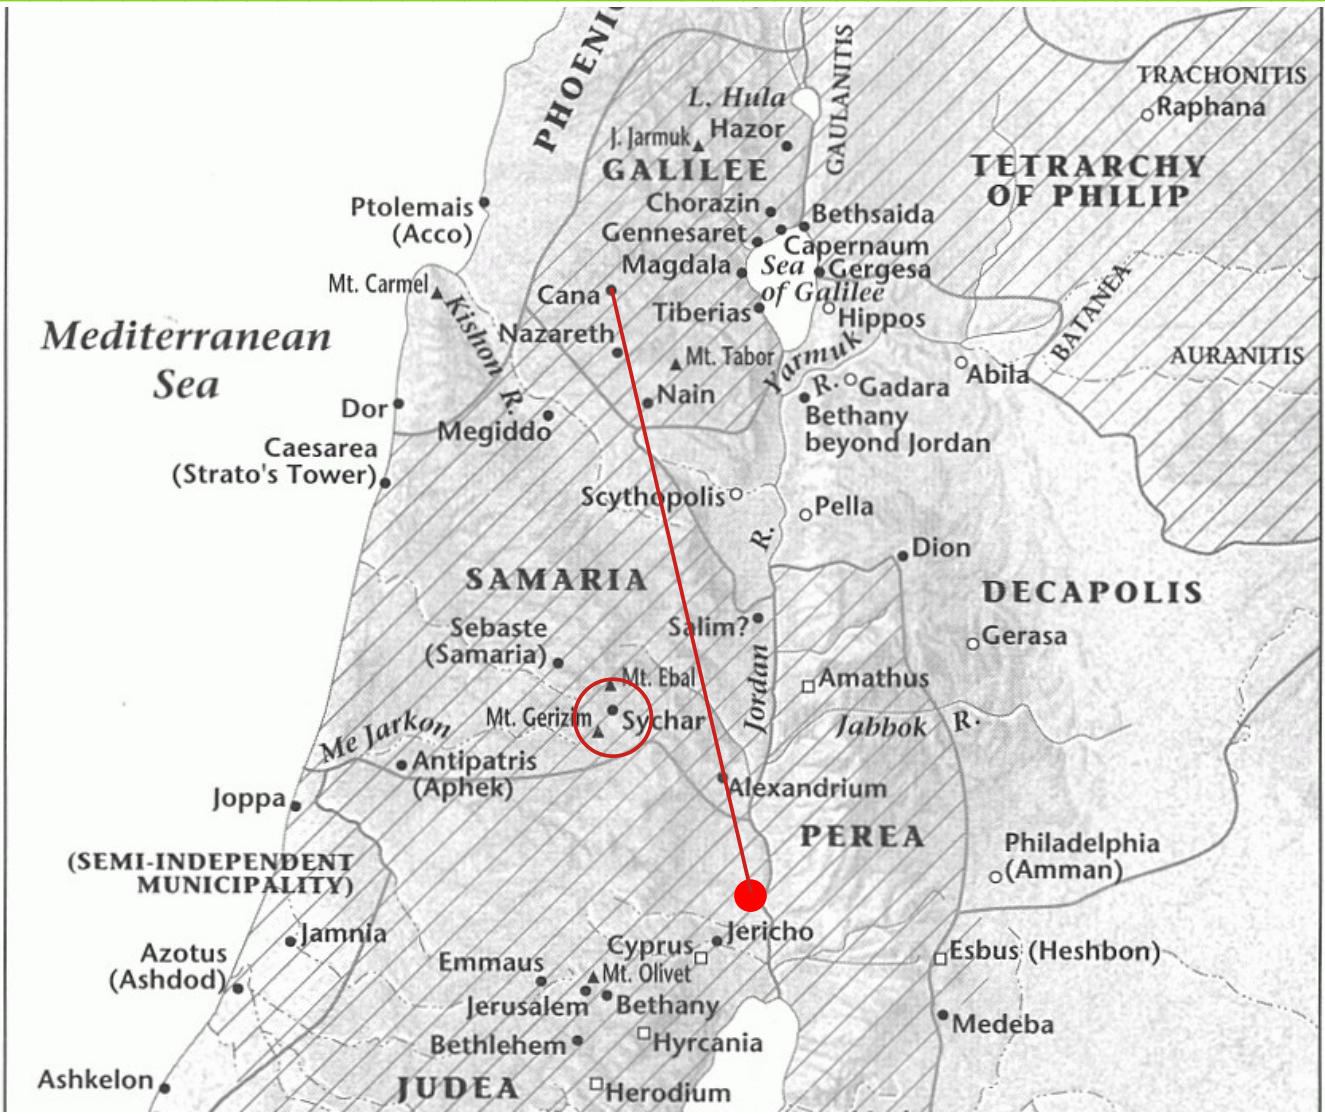 PHOENIC
L. Hula
GAULANITIS
TRACHONITIS
Raphana
J. Jarmuk
Hazor
GALILEE
TETRARCHY
OF PHILIP
Ptolemais
(Acco)
Chorazin
Bethsaida
Gennesaret
Capernaum
Magdala
Sea
of Galilee
Gergesa
Mt. Carmel
Kishon R.
Cana
Tiberias
Hippos
BATANEA
Mediterranean
Sea
Nazareth
Mt. Tabor
Yarmuk R.
AURANITIS
Abila
Gadara
Nain
Dor
Megiddo
Bethany
beyond Jordan
Caesarea
(Strato's Tower)
Scythopolis
Pella
R.
Dion
SAMARIA
DECAPOLIS
Sebaste
(Samaria)
Salim?
Gerasa
Mt. Ebal
Jordan
Amathus
Mt. Gerizim
Sychar
Jabbok R.
Me Jarkon
Antipatris
(Aphek)
Alexandrium
Joppa
PEREA
(SEMI-INDEPENDENT
MUNICIPALITY)
Philadelphia
(Amman)
Jamnia
Jericho
Cyprus
Azotus
(Ashdod)
Emmaus
Mt. Olivet
Esbus (Heshbon)
Jerusalem
Bethany
Medeba
Bethlehem
Hyrcania
Ashkelon
JUDEA
Herodium